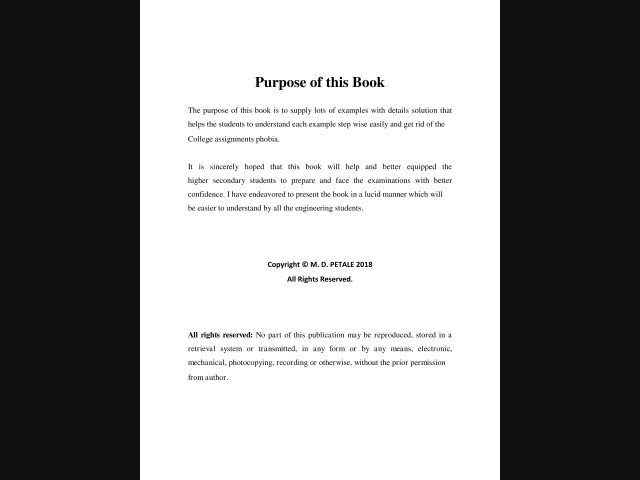 Purpose of this Book
The purpose of this book is to supply lots of examples with details solution that
helps the students to understand each example step wise easily and get rid of the
College assignments phobia.
It is sincerely hoped that this book will help and better equipped the
higher secondary students to prepare and face the examinations with better
confidence. I have endeavored to present the book in a lucid manner which will
be easier to understand by all the engineering students.
Copyright © M. D. PETALE 2018
All Rights Reserved.
All rights reserved: No part of this publication may be reproduced, stored in a
retrieval system or transmitted, in any form or by any means, electronic,
mechanical, photocopying, recording or otherwise, without the prior permission
from author.